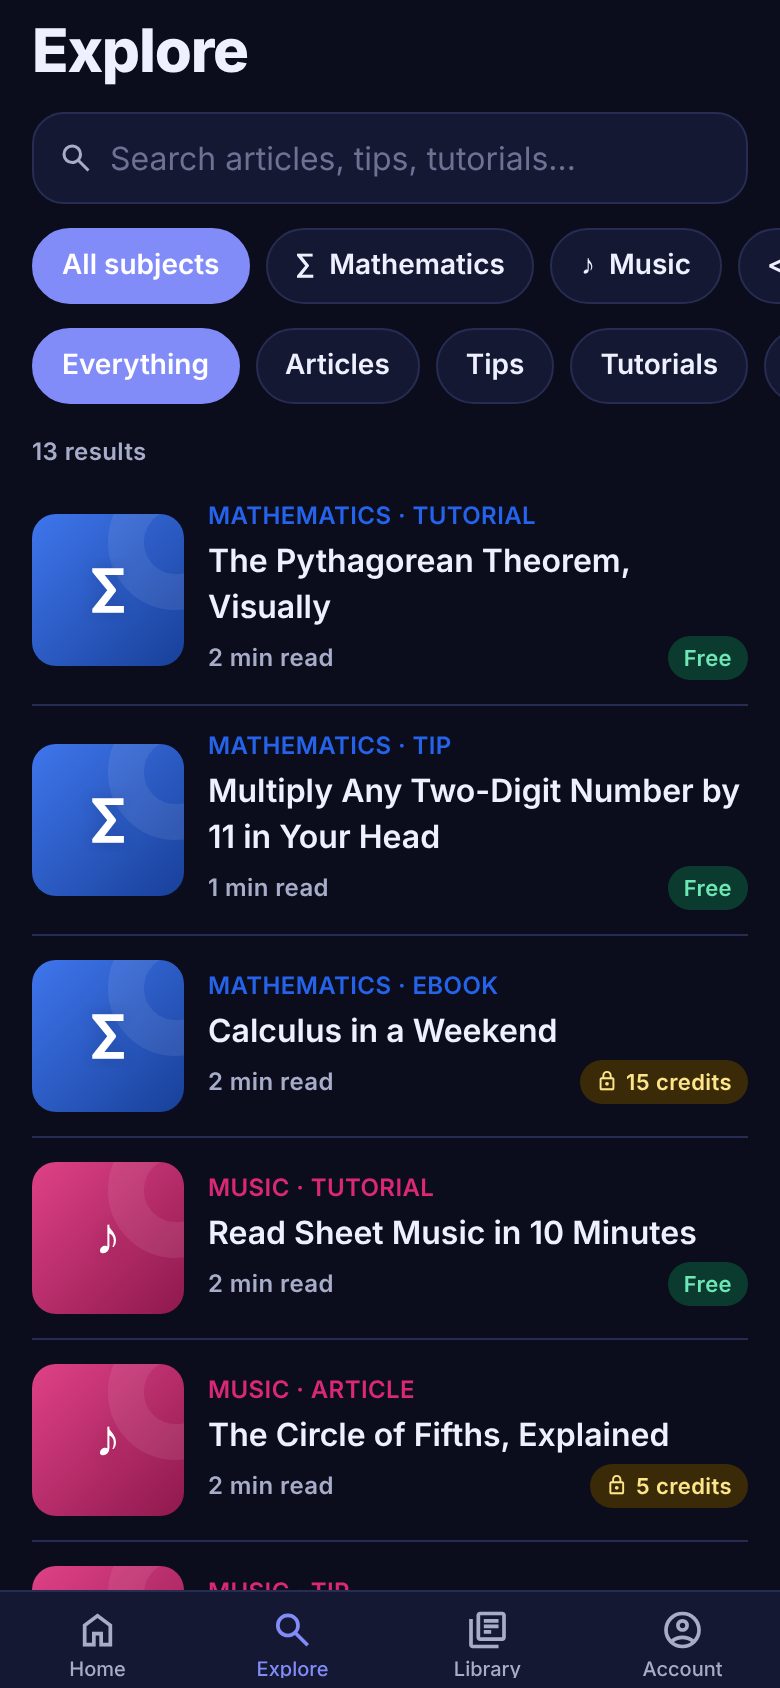 Explore
Search articles, tips, tutorials...
All subjects
Σ Mathematics
♪ Music
<
Everything
Articles
Tips
Tutorials
13 results
MATHEMATICS · TUTORIAL
Σ
The Pythagorean Theorem,
Visually
2 min read
Free
MATHEMATICS · TIP
Σ
Multiply Any Two-Digit Number by
11 in Your Head
1 min read
Free
MATHEMATICS · EBOOK
Σ
Calculus in a Weekend
2 min read
15 credits
MUSIC · TUTORIAL
♪
Read Sheet Music in 10 Minutes
2 min read
Free
MUSIC · ARTICLE
♪
The Circle of Fifths, Explained
2 min read
5 credits
MUSIC · TIP
Home
Explore
Library
Account